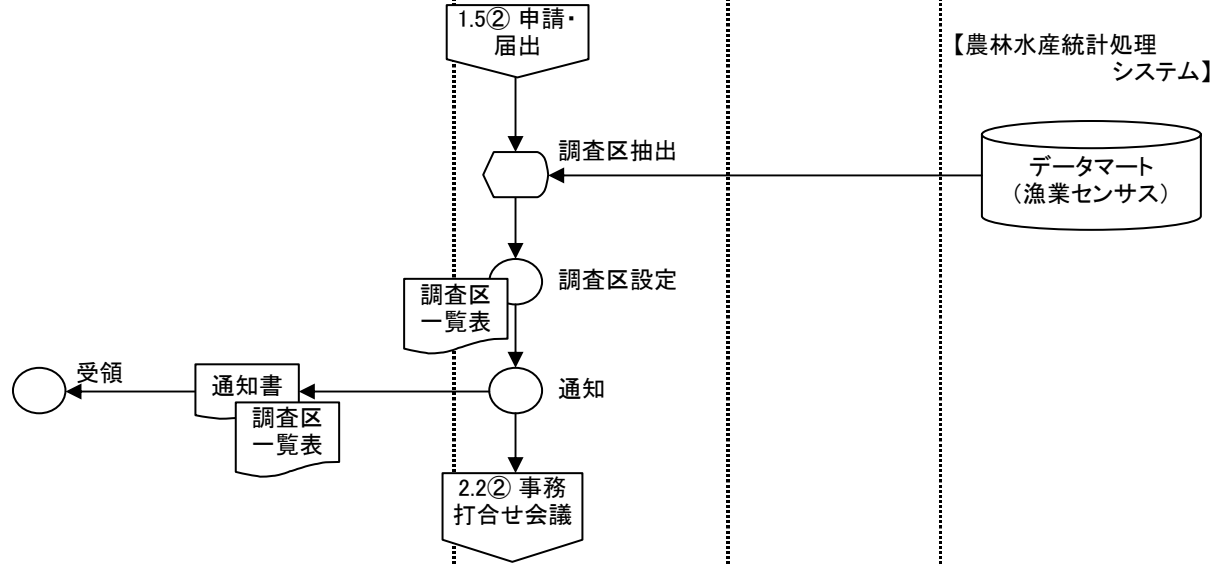 1.5② 申請・
届出
【農林水産統計処理
システム】
調査区抽出
データマート
（漁業センサス）
調査区設定
調査区
一覧表
受領
通知書
通知
調査区
一覧表
2.2② 事務
打合せ会議